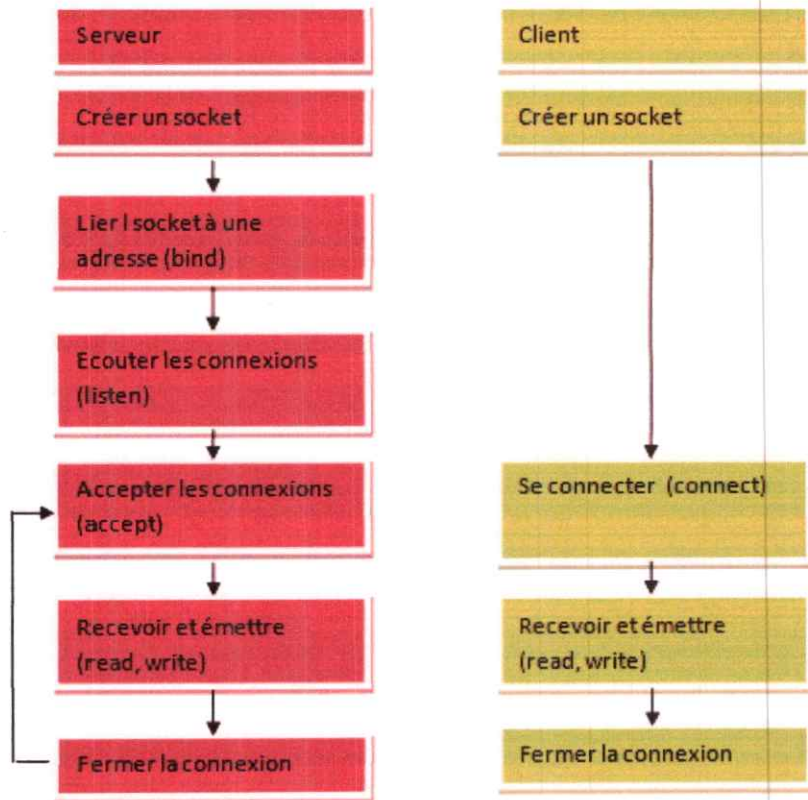 Serveur
Créer un socket
Lier l socket à une
adresse (bind)
Ecouter les connexions
(listen)
Accepter les connexions
(accept)
Recevoir et émettre
(read, write)
Fermer la connexion
Client
Créer un socket
Se connecter (connect)
Recevoir et émettre
(read, write)
Fermer la connexion